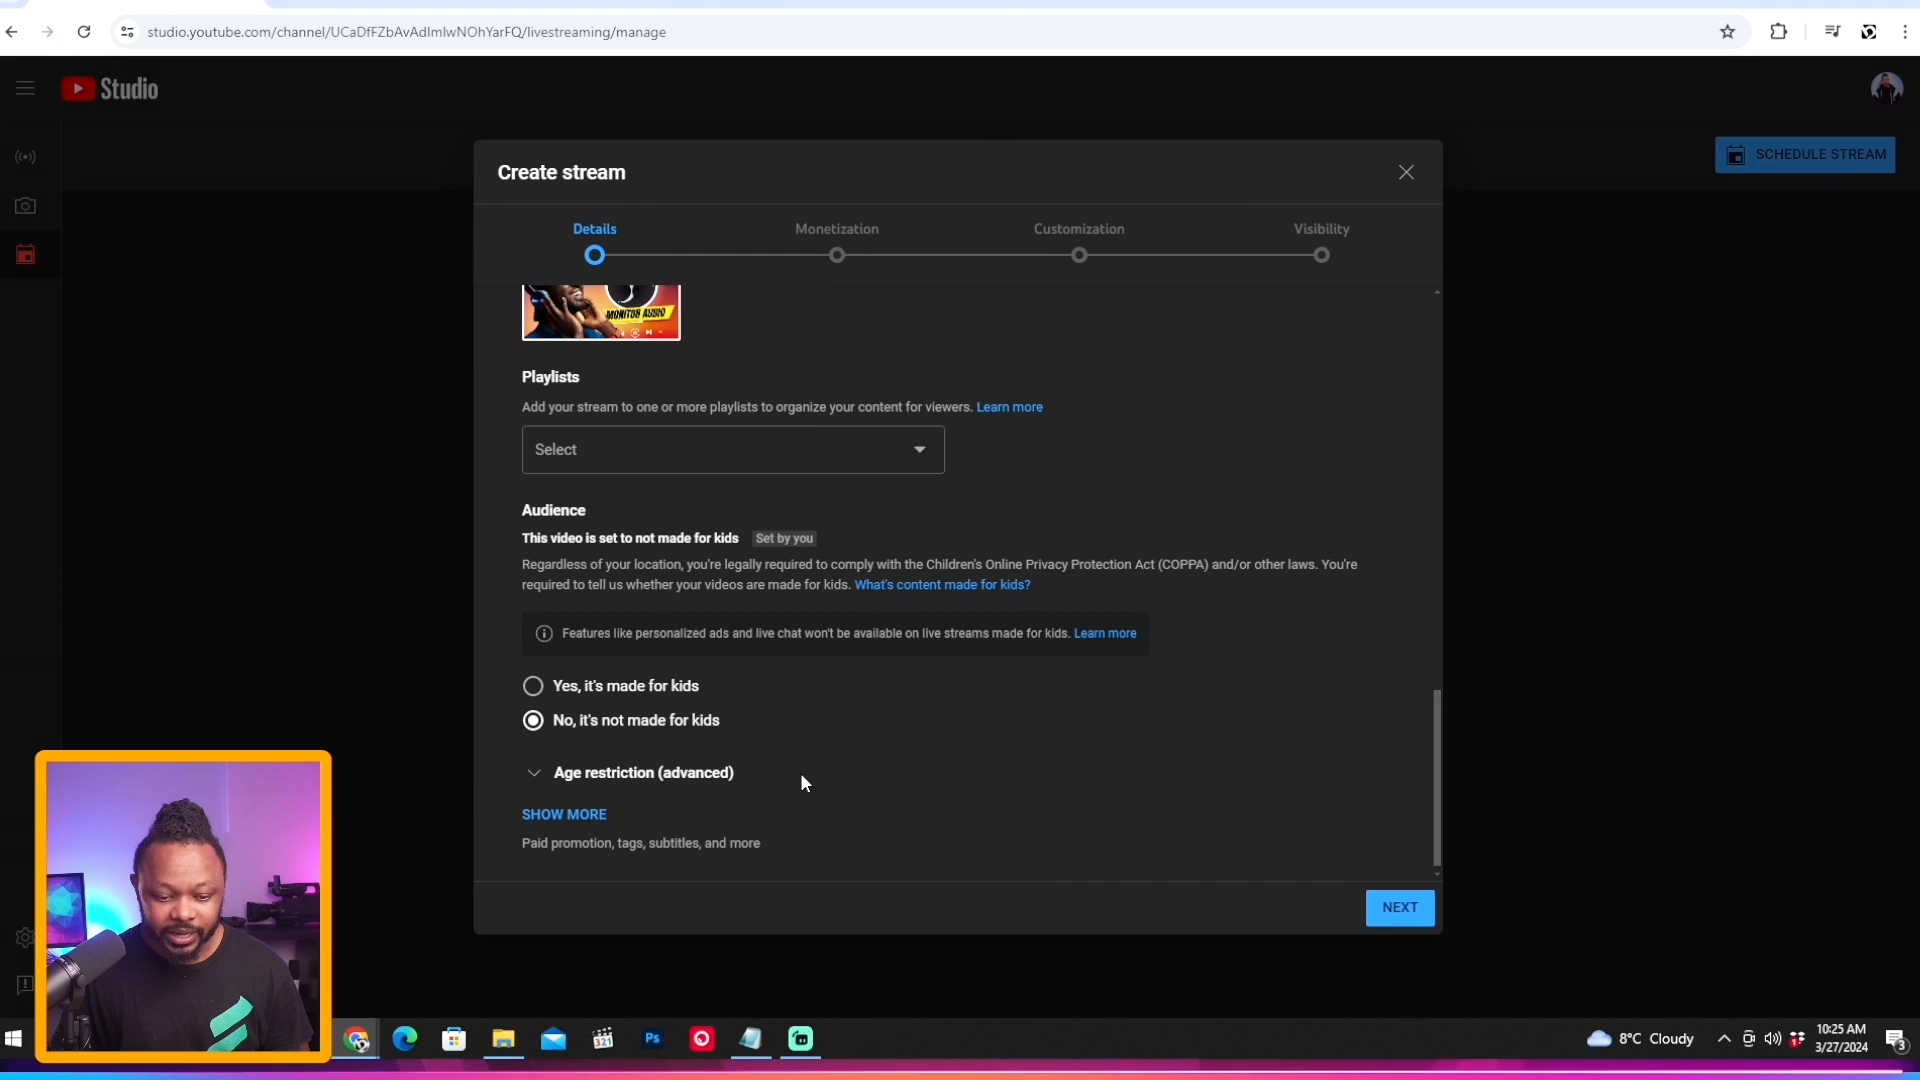 studio.youtube.com/channel/UCaDfFZbAvAdImIwNOhYarFQ/livestreaming/manage
Studio
SCHEDULE STREAM
Create stream
Details
Monetization
Customization
Visibility
MONITOR AUDIO
Playlists
Add your stream to one or more playlists to organize your content for viewers. Learn more
Select
Audience
This video is set to not made for kids Set by you
Regardless of your location, you're legally required to comply with the Children's Online Privacy Protection Act (COPPA) and/or other laws. You're
required to tell us whether your videos are made for kids. What's content made for kids?
Features like personalized ads and live chat won't be available on live streams made for kids. Learn more
Yes, it's made for kids
No, it's not made for kids
Age restriction (advanced)
SHOW MORE
Paid promotion, tags, subtitles, and more
NEXT
321
Ps
8°C Cloudy
10:25 AM
3/27/2024
3